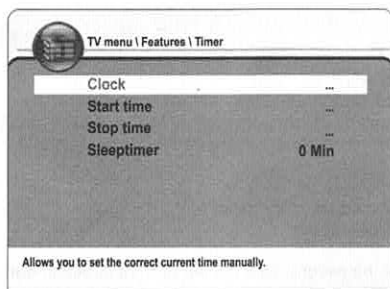 TV menu \ Features \ Timer
Clock ...
Start time ...
Stop time ...
Sleeptimer 0 Min
Allows you to set the correct current time manually.